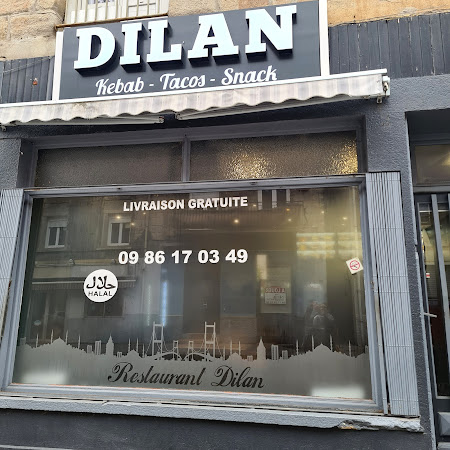 DILAN
Kebab - Tacos - Snack
LIVRAISON GRATUITE
09 86 17 03 49
حلال
HALAL
Restaurant Dilan